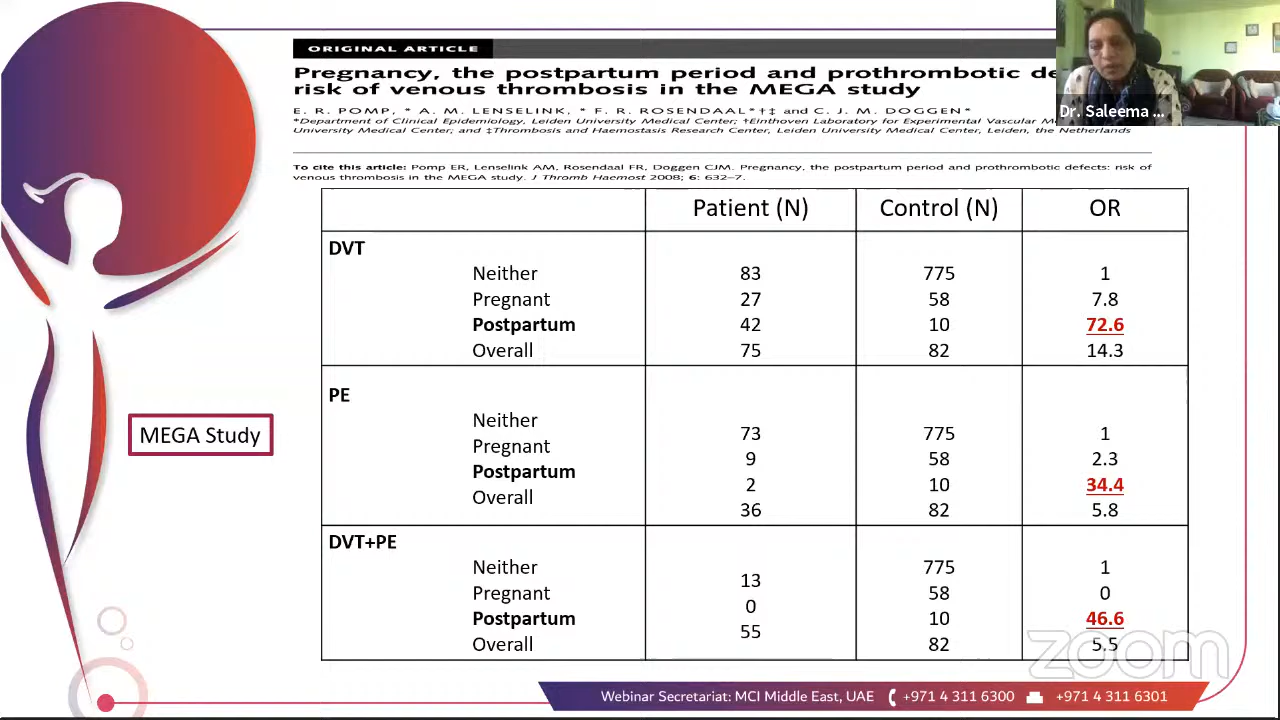 ORIGINAL ARTICLE
Pregnancy, the postpartum period and prothrombotic de
risk of venous thrombosis in the MEGA study
E. R. POMP, * A. M. LENSELINK, * F. R. ROSENDAAL*†‡ and C. J. M. DOGGEN*
*Department of Clinical Epidemiology, Leiden University Medical Center; †Einthoven Laboratory for Experimental Vascular Me
University Medical Center; and ‡Thrombosis and Haemostasis Research Center, Leiden University Medical Center, Leiden, the Netherlands
To cite this article: Pomp ER, Lenselink AM, Rosendaal FR, Doggen CJM. Pregnancy, the postpartum period and prothrombotic defects: risk of
venous thrombosis in the MEGA study. J Thromb Haemost 2008; 6: 632–7.
Dr. Saleema ...
Patient (N) Control (N) OR
DVT
Neither 83 775 1
Pregnant 27 58 7.8
Postpartum 42 10 72.6
Overall 75 82 14.3
PE
Neither 73 775 1
Pregnant 9 58 2.3
Postpartum 2 10 34.4
Overall 36 82 5.8
DVT+PE
Neither 13 775 1
Pregnant 0 58 0
Postpartum 55 10 46.6
Overall 82 5.5
MEGA Study
zoom
Webinar Secretariat: MCI Middle East, UAE +971 4 311 6300 +971 4 311 6301